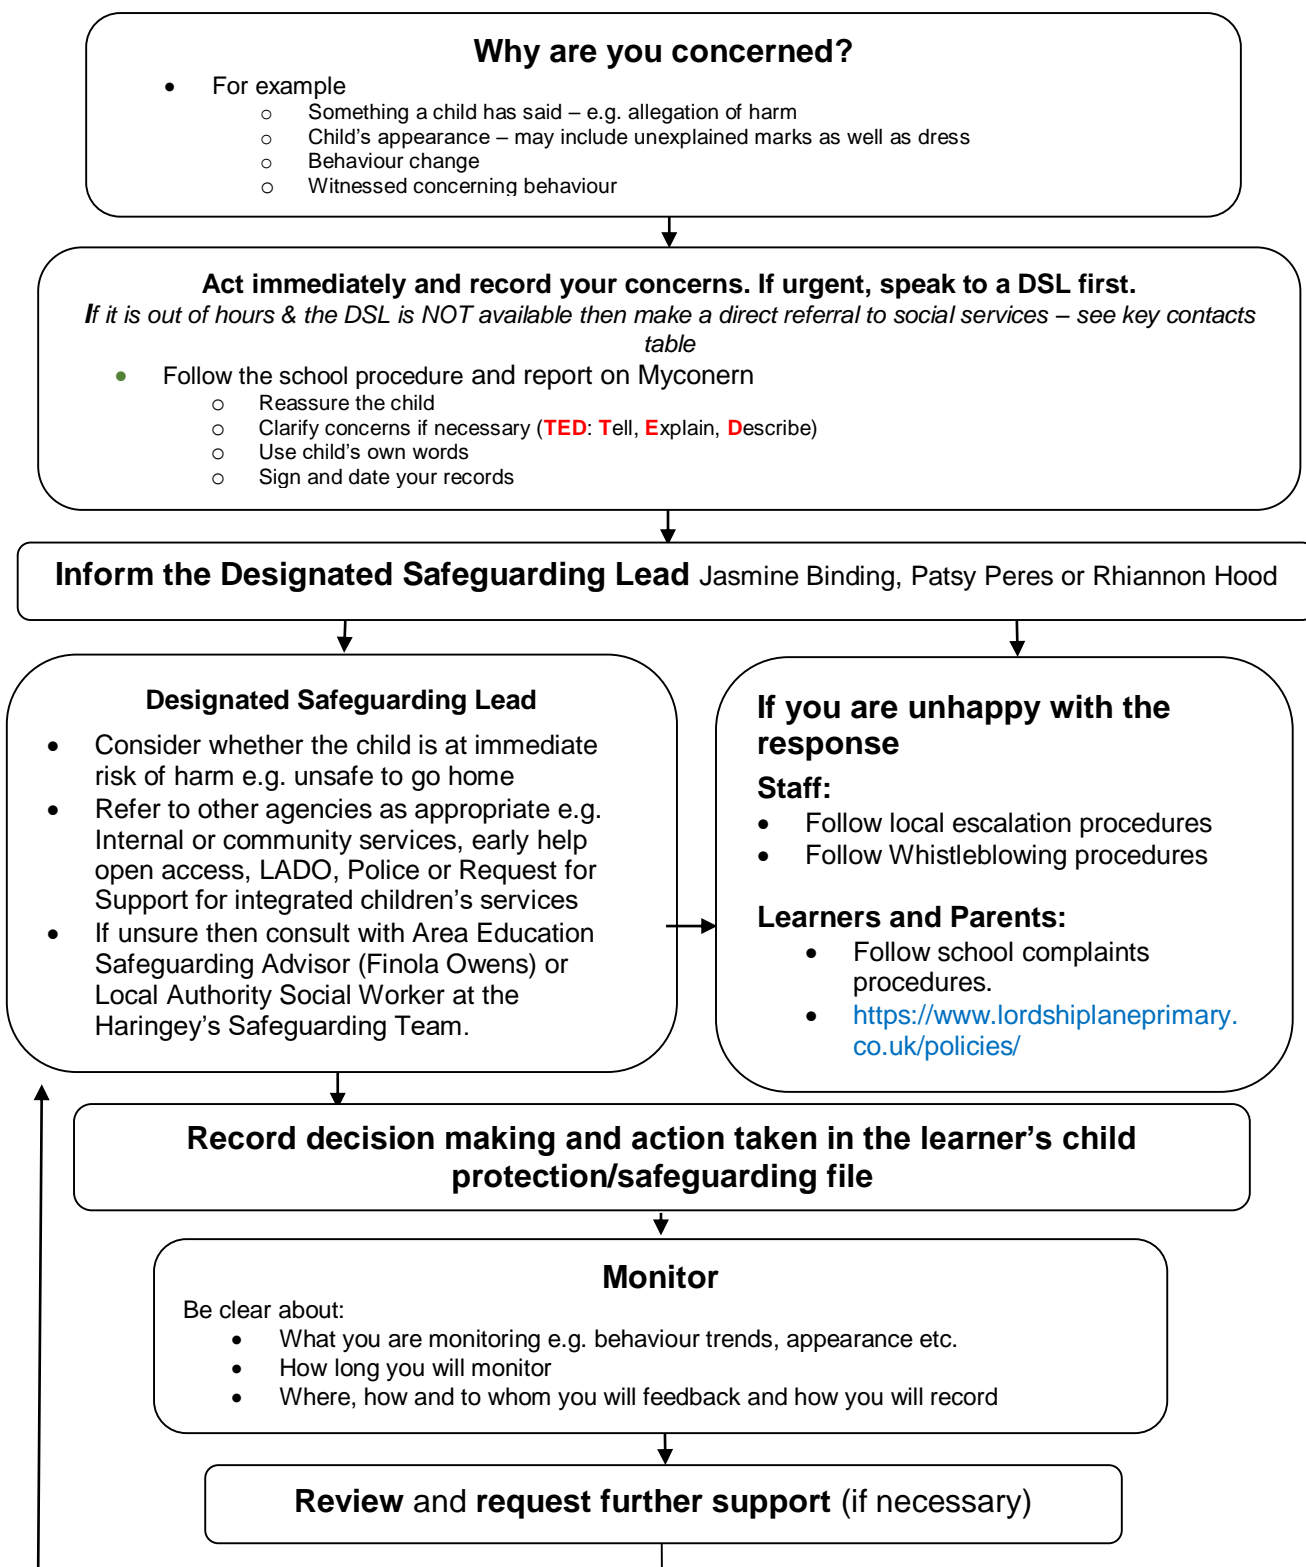 Why are you concerned?
• For example
o Something a child has said – e.g. allegation of harm
o Child’s appearance – may include unexplained marks as well as dress
o Behaviour change
o Witnessed concerning behaviour
Act immediately and record your concerns. If urgent, speak to a DSL first.
If it is out of hours & the DSL is NOT available then make a direct referral to social services – see key contacts
table
• Follow the school procedure and report on Myconern
o Reassure the child
o Clarify concerns if necessary (TED: Tell, Explain, Describe)
o Use child’s own words
o Sign and date your records
Inform the Designated Safeguarding Lead Jasmine Binding, Patsy Peres or Rhiannon Hood
Designated Safeguarding Lead
• Consider whether the child is at immediate
risk of harm e.g. unsafe to go home
• Refer to other agencies as appropriate e.g.
Internal or community services, early help
open access, LADO, Police or Request for
Support for integrated children’s services
• If unsure then consult with Area Education
Safeguarding Advisor (Finola Owens) or
Local Authority Social Worker at the
Haringey’s Safeguarding Team.
If you are unhappy with the
response
Staff:
• Follow local escalation procedures
• Follow Whistleblowing procedures
Learners and Parents:
• Follow school complaints
procedures.
• https://www.lordshiplaneprimary.
co.uk/policies/
Record decision making and action taken in the learner’s child
protection/safeguarding file
Monitor
Be clear about:
• What you are monitoring e.g. behaviour trends, appearance etc.
• How long you will monitor
• Where, how and to whom you will feedback and how you will record
Review and request further support (if necessary)